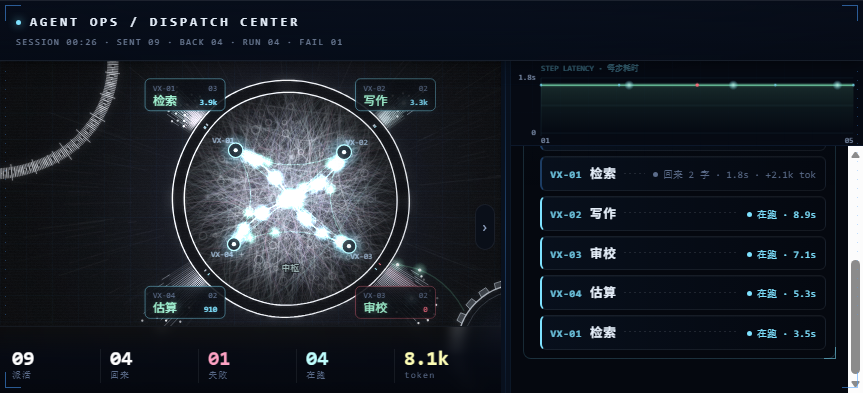 AGENT OPS / DISPATCH CENTER
SESSION 00:26 · SENT 09 · BACK 04 · RUN 04 · FAIL 01
VX-01 03
检索 3.9k
VX-02 02
写作 3.3k
VX-01
VX-02
VX-04
VX-03
中枢
VX-04 02
估算 910
VX-03 02
审校 0
›
09
派活
04
回来
01
失败
04
在跑
8.1k
token
STEP LATENCY · 每步耗时
1.8s
0
01 05
VX-01 检索 回来 2 字 · 1.8s · +2.1k tok
VX-02 写作 在跑 · 8.9s
VX-03 审校 在跑 · 7.1s
VX-04 估算 在跑 · 5.3s
VX-01 检索 在跑 · 3.5s